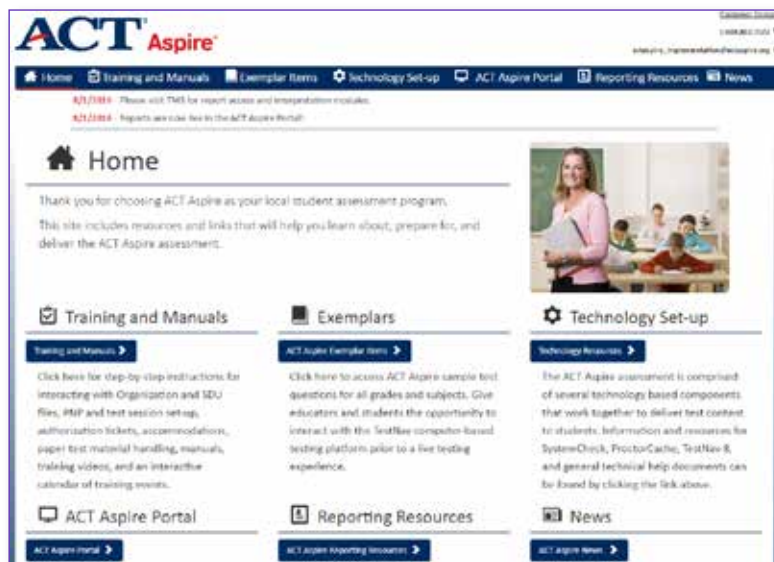 ACT Aspire®
Customer Support
Home Training and Manuals Exemplar Items Technology Set-up ACT Aspire Portal Reporting Resources News
Please visit TMS for report access and interpretation modules.
Reports are now live in the ACT Aspire Portal!
Home
Thank you for choosing ACT Aspire as your local student assessment program.
This site includes resources and links that will help you learn about, prepare for, and
deliver the ACT Aspire assessment.
Training and Manuals
Training and Manuals
Click here for step-by-step instructions for
interacting with Organization and SDU
files, PNP and test session set-up,
authorization tickets, accommodations,
paper test material handling, manuals,
training videos, and an interactive
calendar of training events.
Exemplars
ACT Aspire Exemplar Items
Click here to access ACT Aspire sample test
questions for all grades and subjects. Give
educators and students the opportunity to
interact with the TestNav computer-based
testing platform prior to a live testing
experience.
Technology Set-up
Technology Resources
The ACT Aspire assessment is comprised
of several technology based components
that work together to deliver test content
to students. Information and resources for
SystemCheck, ProctorCache, TestNav 8,
and general technical help documents can
be found by clicking the link above.
ACT Aspire Portal
ACT Aspire Portal
Reporting Resources
ACT Aspire Reporting Resources
News
ACT Aspire News